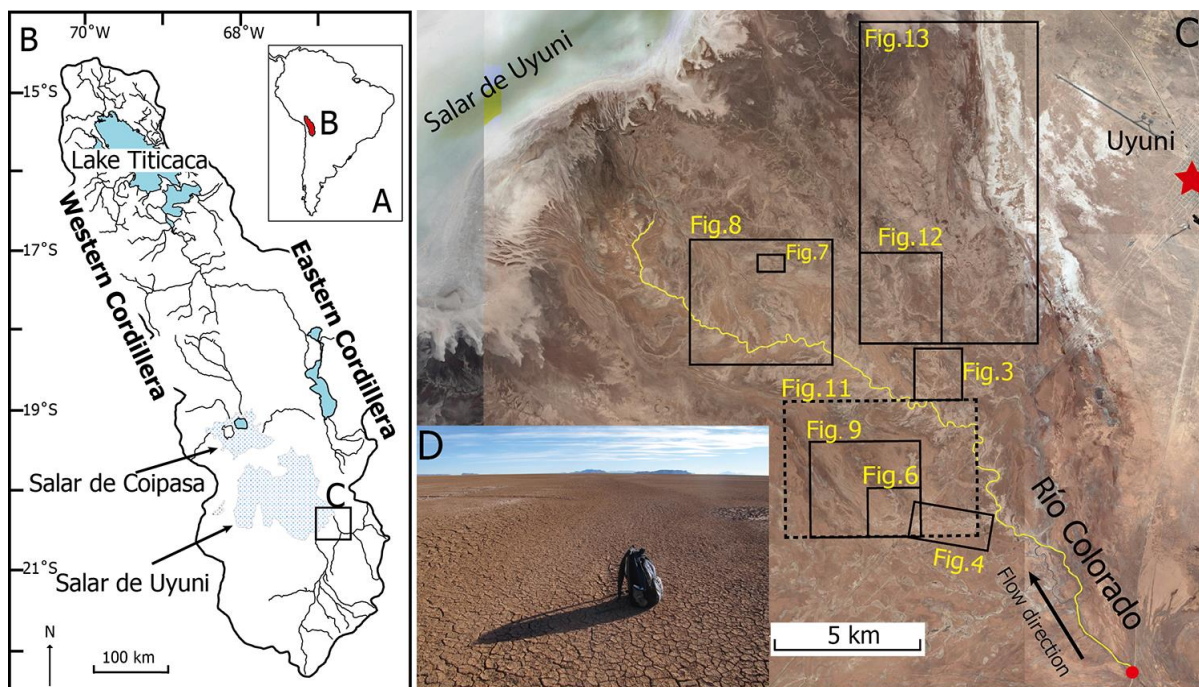 B
70°W
68°W
15°S
17°S
19°S
21°S
Lake Titicaca
Western Cordillera
Eastern Cordillera
Salar de Coipasa
Salar de Uyuni
C
N
100 km
B
A
C
Salar de Uyuni
Uyuni
Fig.13
Fig.12
Fig.8
Fig.7
Fig.3
Fig.11
Fig.9
Fig.6
Fig.4
Río Colorado
Flow direction
5 km
D